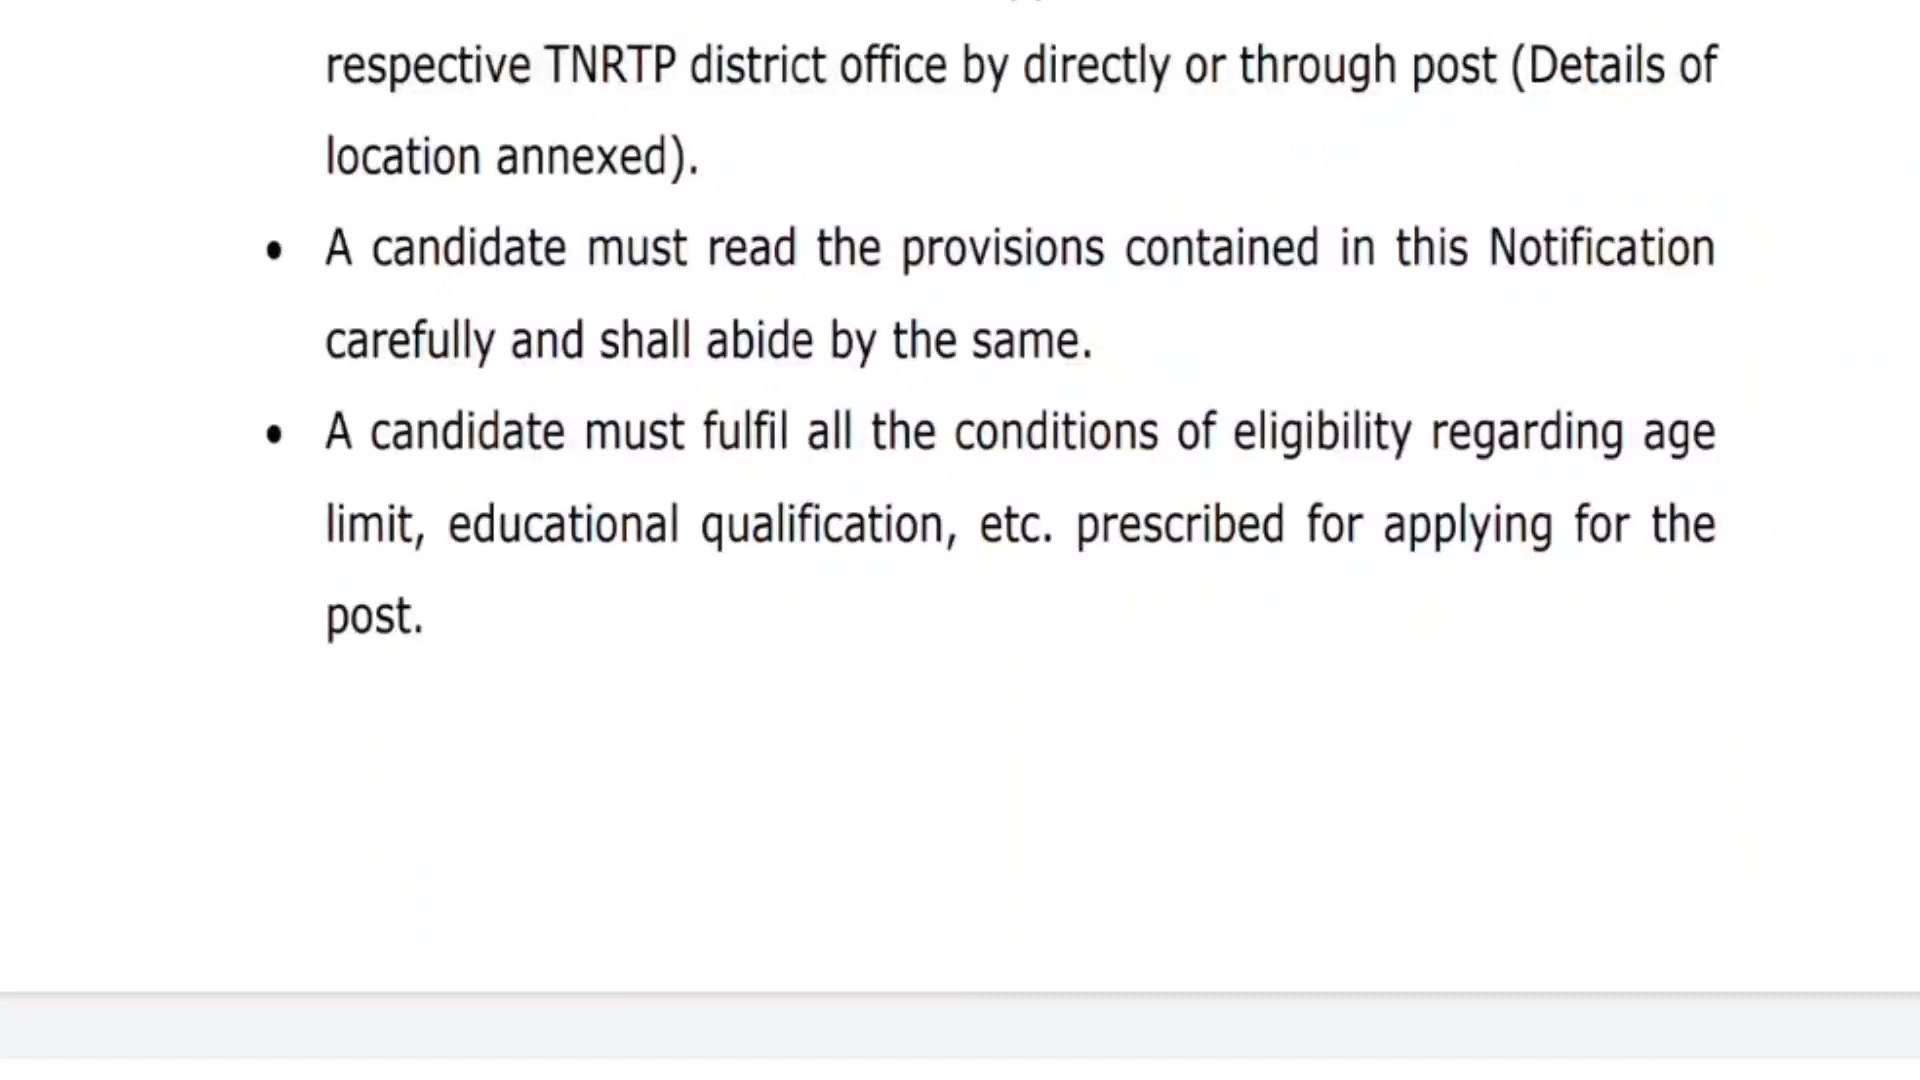 respective TNRTP district office by directly or through post (Details of
location annexed).
• A candidate must read the provisions contained in this Notification
carefully and shall abide by the same.
• A candidate must fulfil all the conditions of eligibility regarding age
limit, educational qualification, etc. prescribed for applying for the
post.